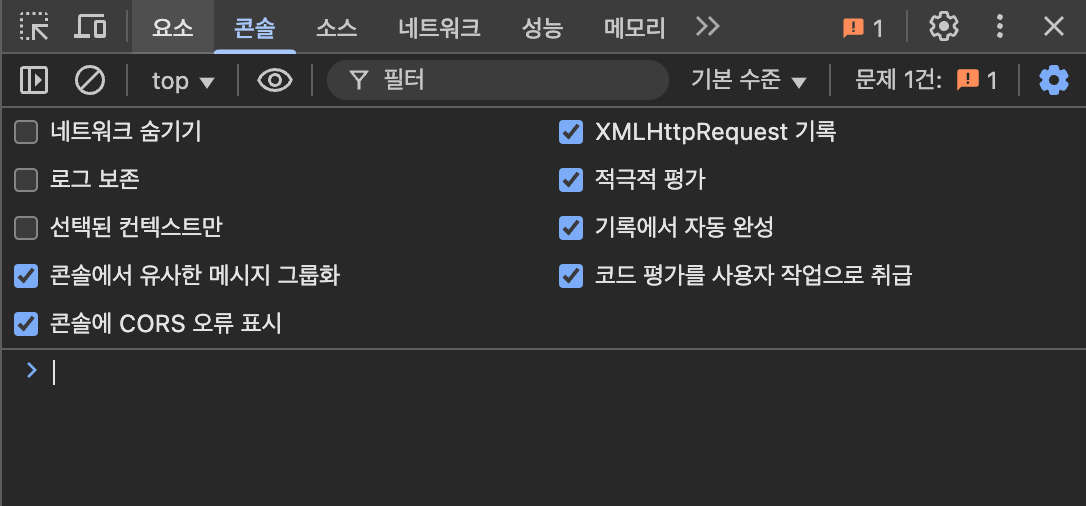 요소 콘솔 소스 네트워크 성능 메모리 1
top 필터 기본 수준 문제 1건: 1
네트워크 숨기기 XMLHttpRequest 기록
로그 보존 적극적 평가
선택된 컨텍스트만 기록에서 자동 완성
콘솔에서 유사한 메시지 그룹화 코드 평가를 사용자 작업으로 취급
콘솔에 CORS 오류 표시